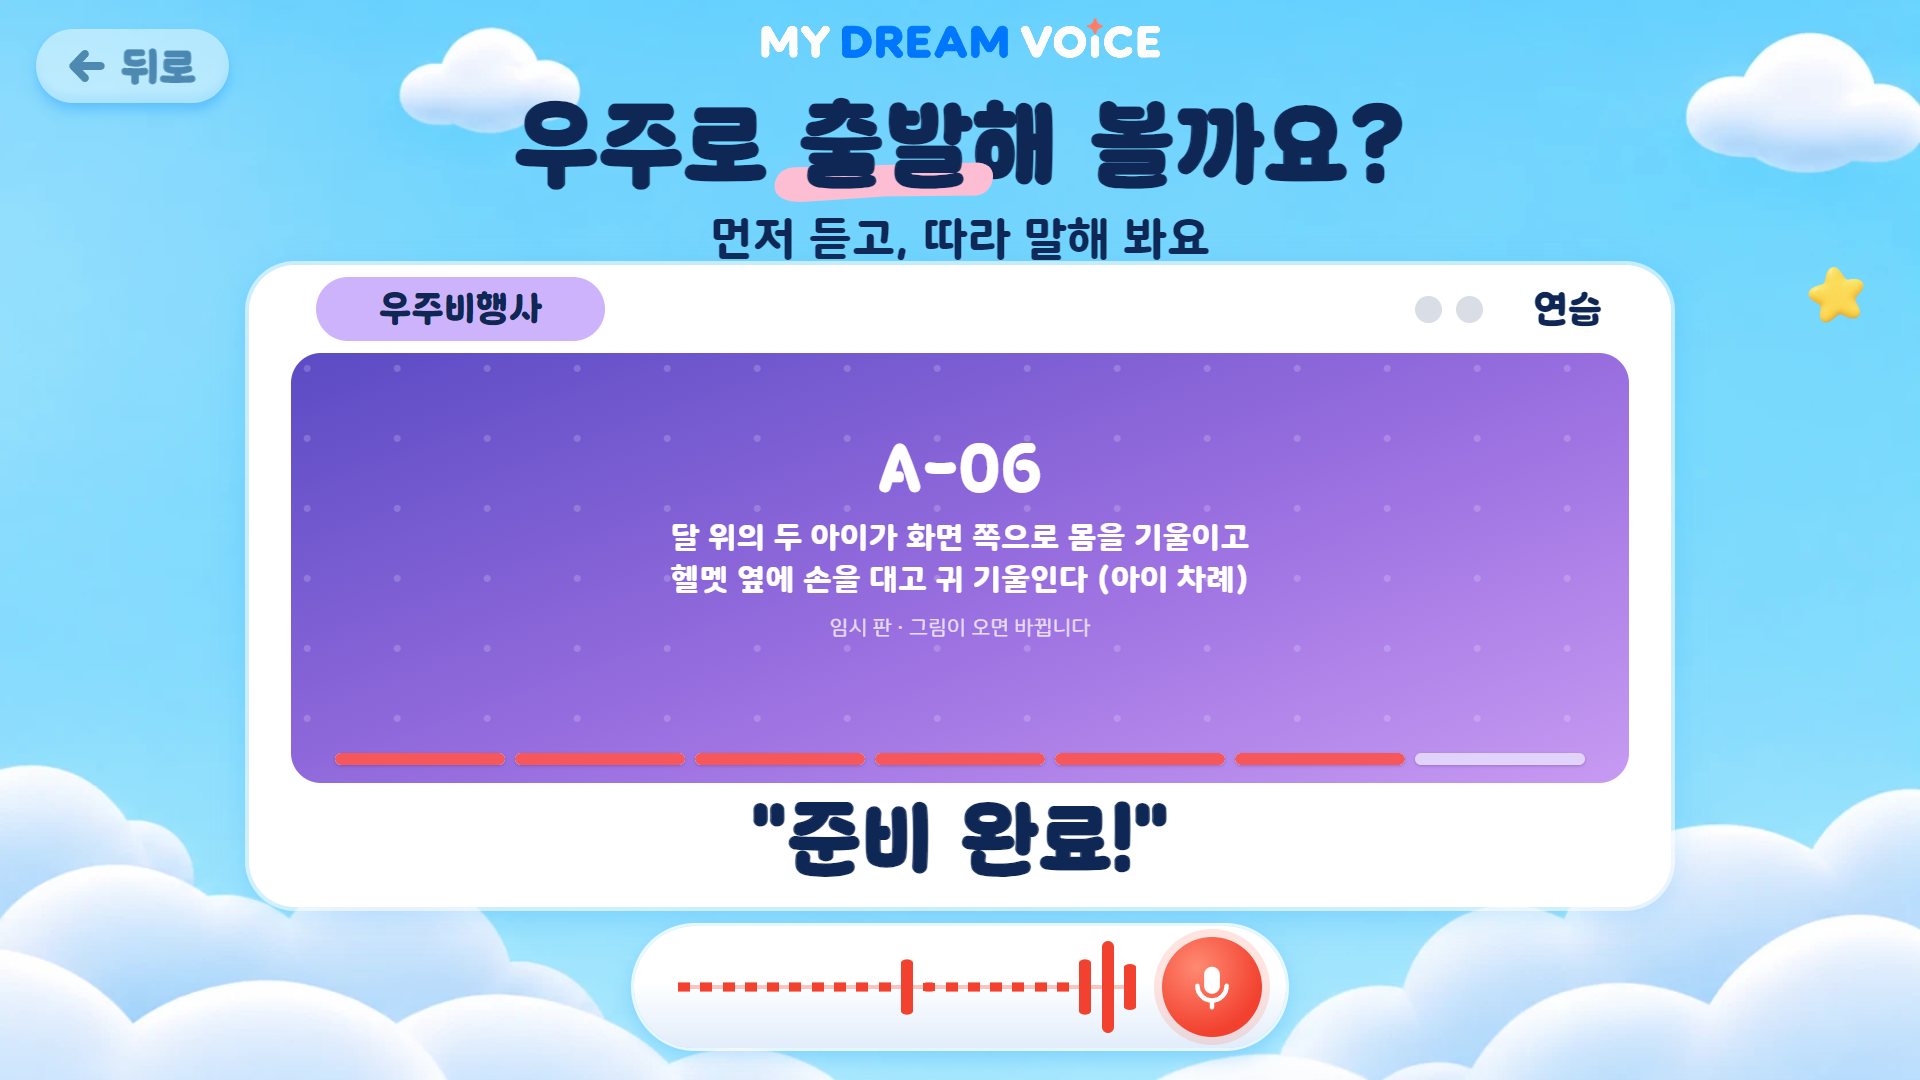 뒤로
MY DREAM VOiCE
우주로 출발해 볼까요?
먼저 듣고, 따라 말해 봐요
우주비행사
연습
A-06
달 위의 두 아이가 화면 쪽으로 몸을 기울이고
헬멧 옆에 손을 대고 귀 기울인다 (아이 차례)
임시 판 · 그림이 오면 바뀝니다
"준비 완료!"